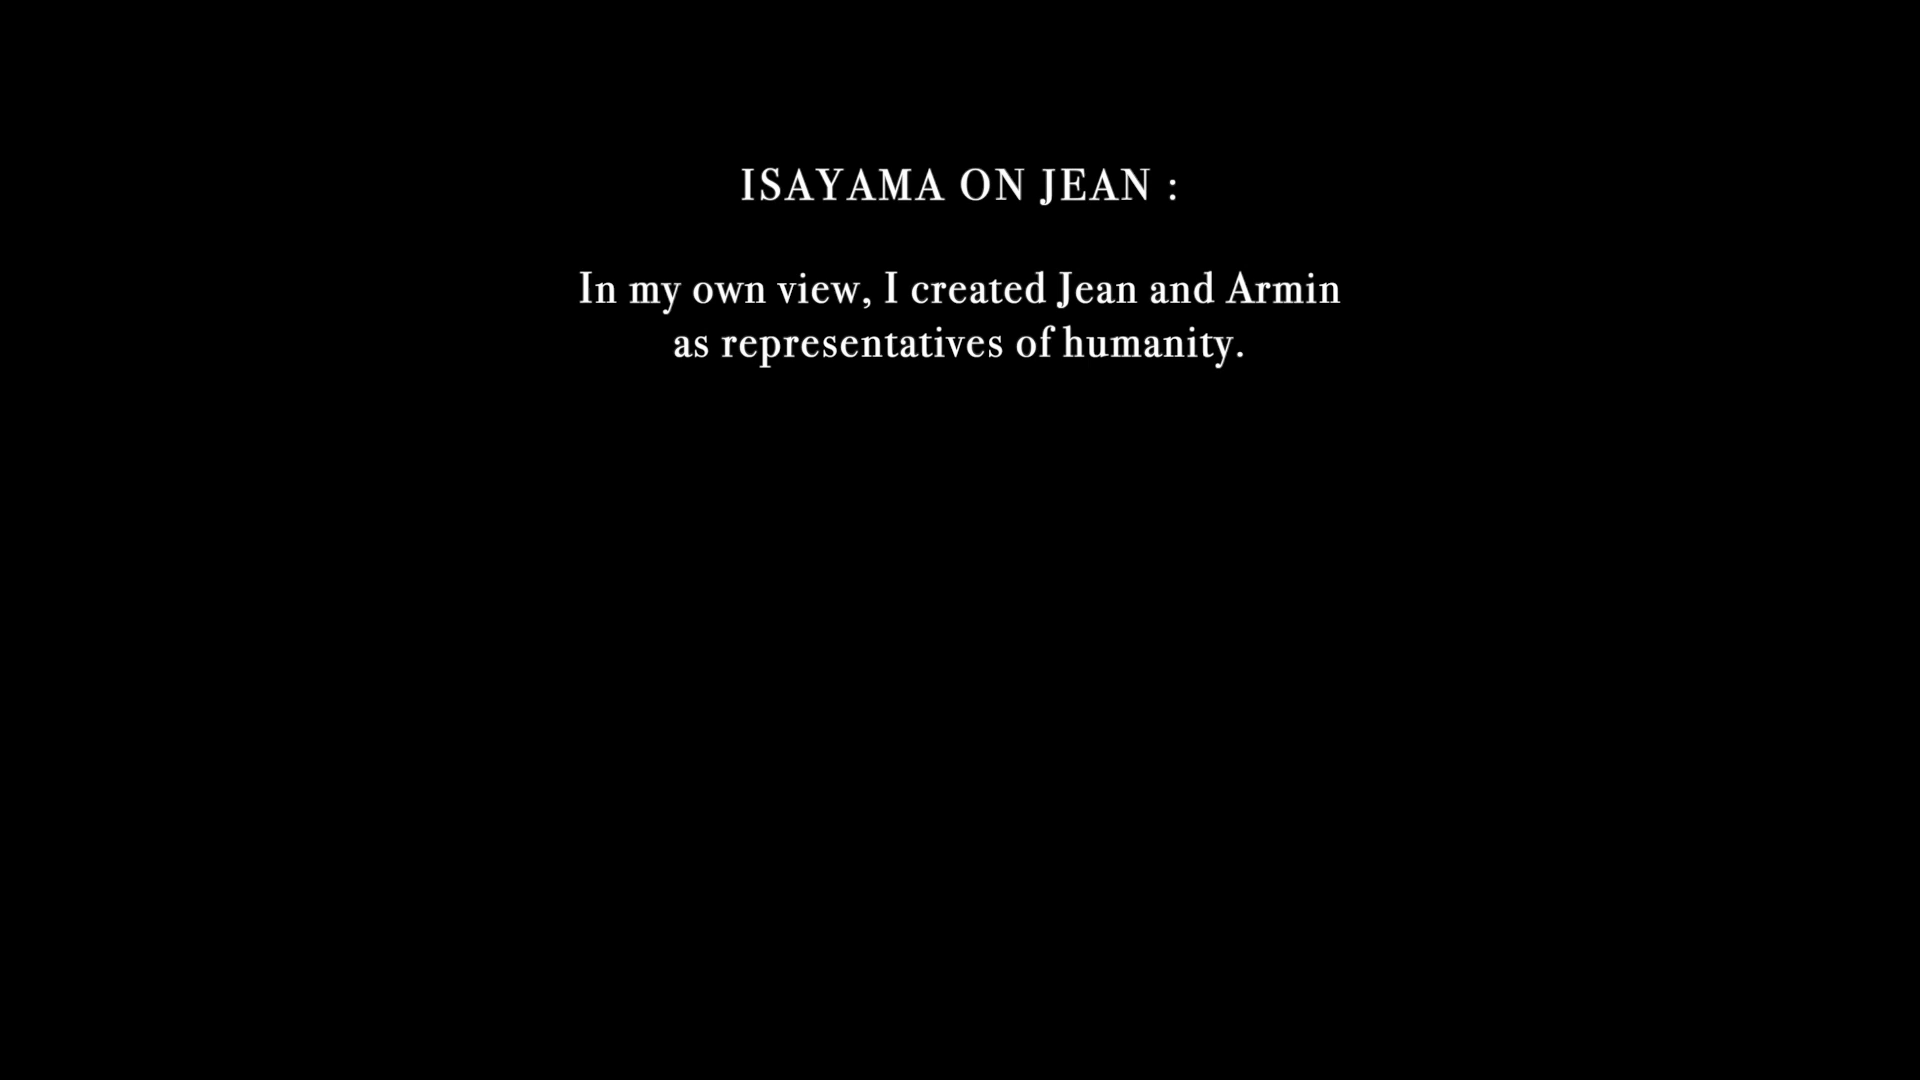 ISAYAMA ON JEAN :
In my own view, I created Jean and Armin
as representatives of humanity.